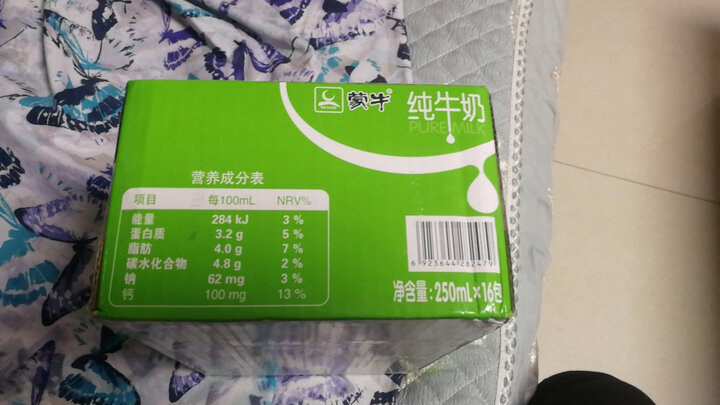 蒙牛® 纯牛奶
PURE MILK
营养成分表
项目 每100mL NRV%
能量 284 kJ 3 %
蛋白质 3.2 g 5 %
脂肪 4.0 g 7 %
碳水化合物 4.8 g 2 %
钠 62 mg 3 %
钙 100 mg 13 %
6 923644 282479
净含量:250mL×16包